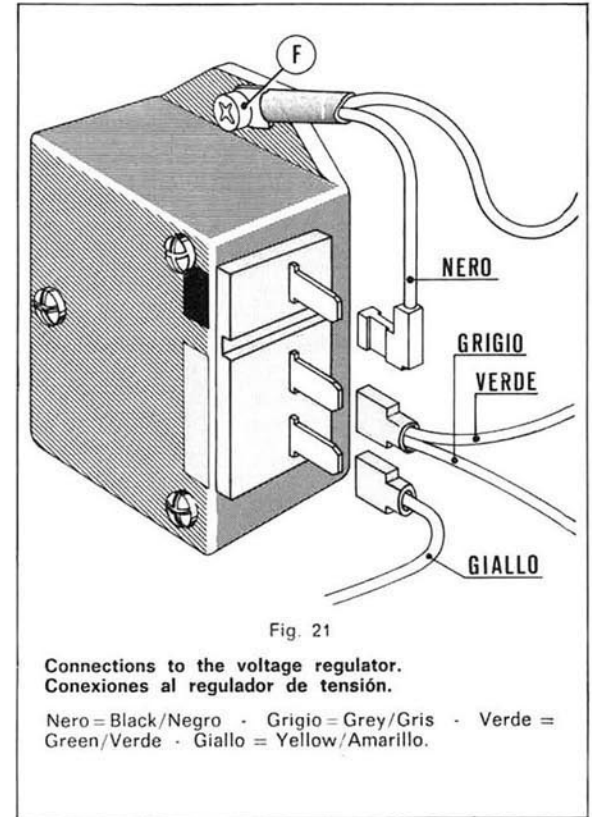 F
NERO
GRIGIO
VERDE
GIALLO
Fig. 21
Connections to the voltage regulator.
Conexiones al regulador de tensión.
Nero = Black/Negro - Grigio = Grey/Gris - Verde =
Green/Verde - Giallo = Yellow/Amarillo.